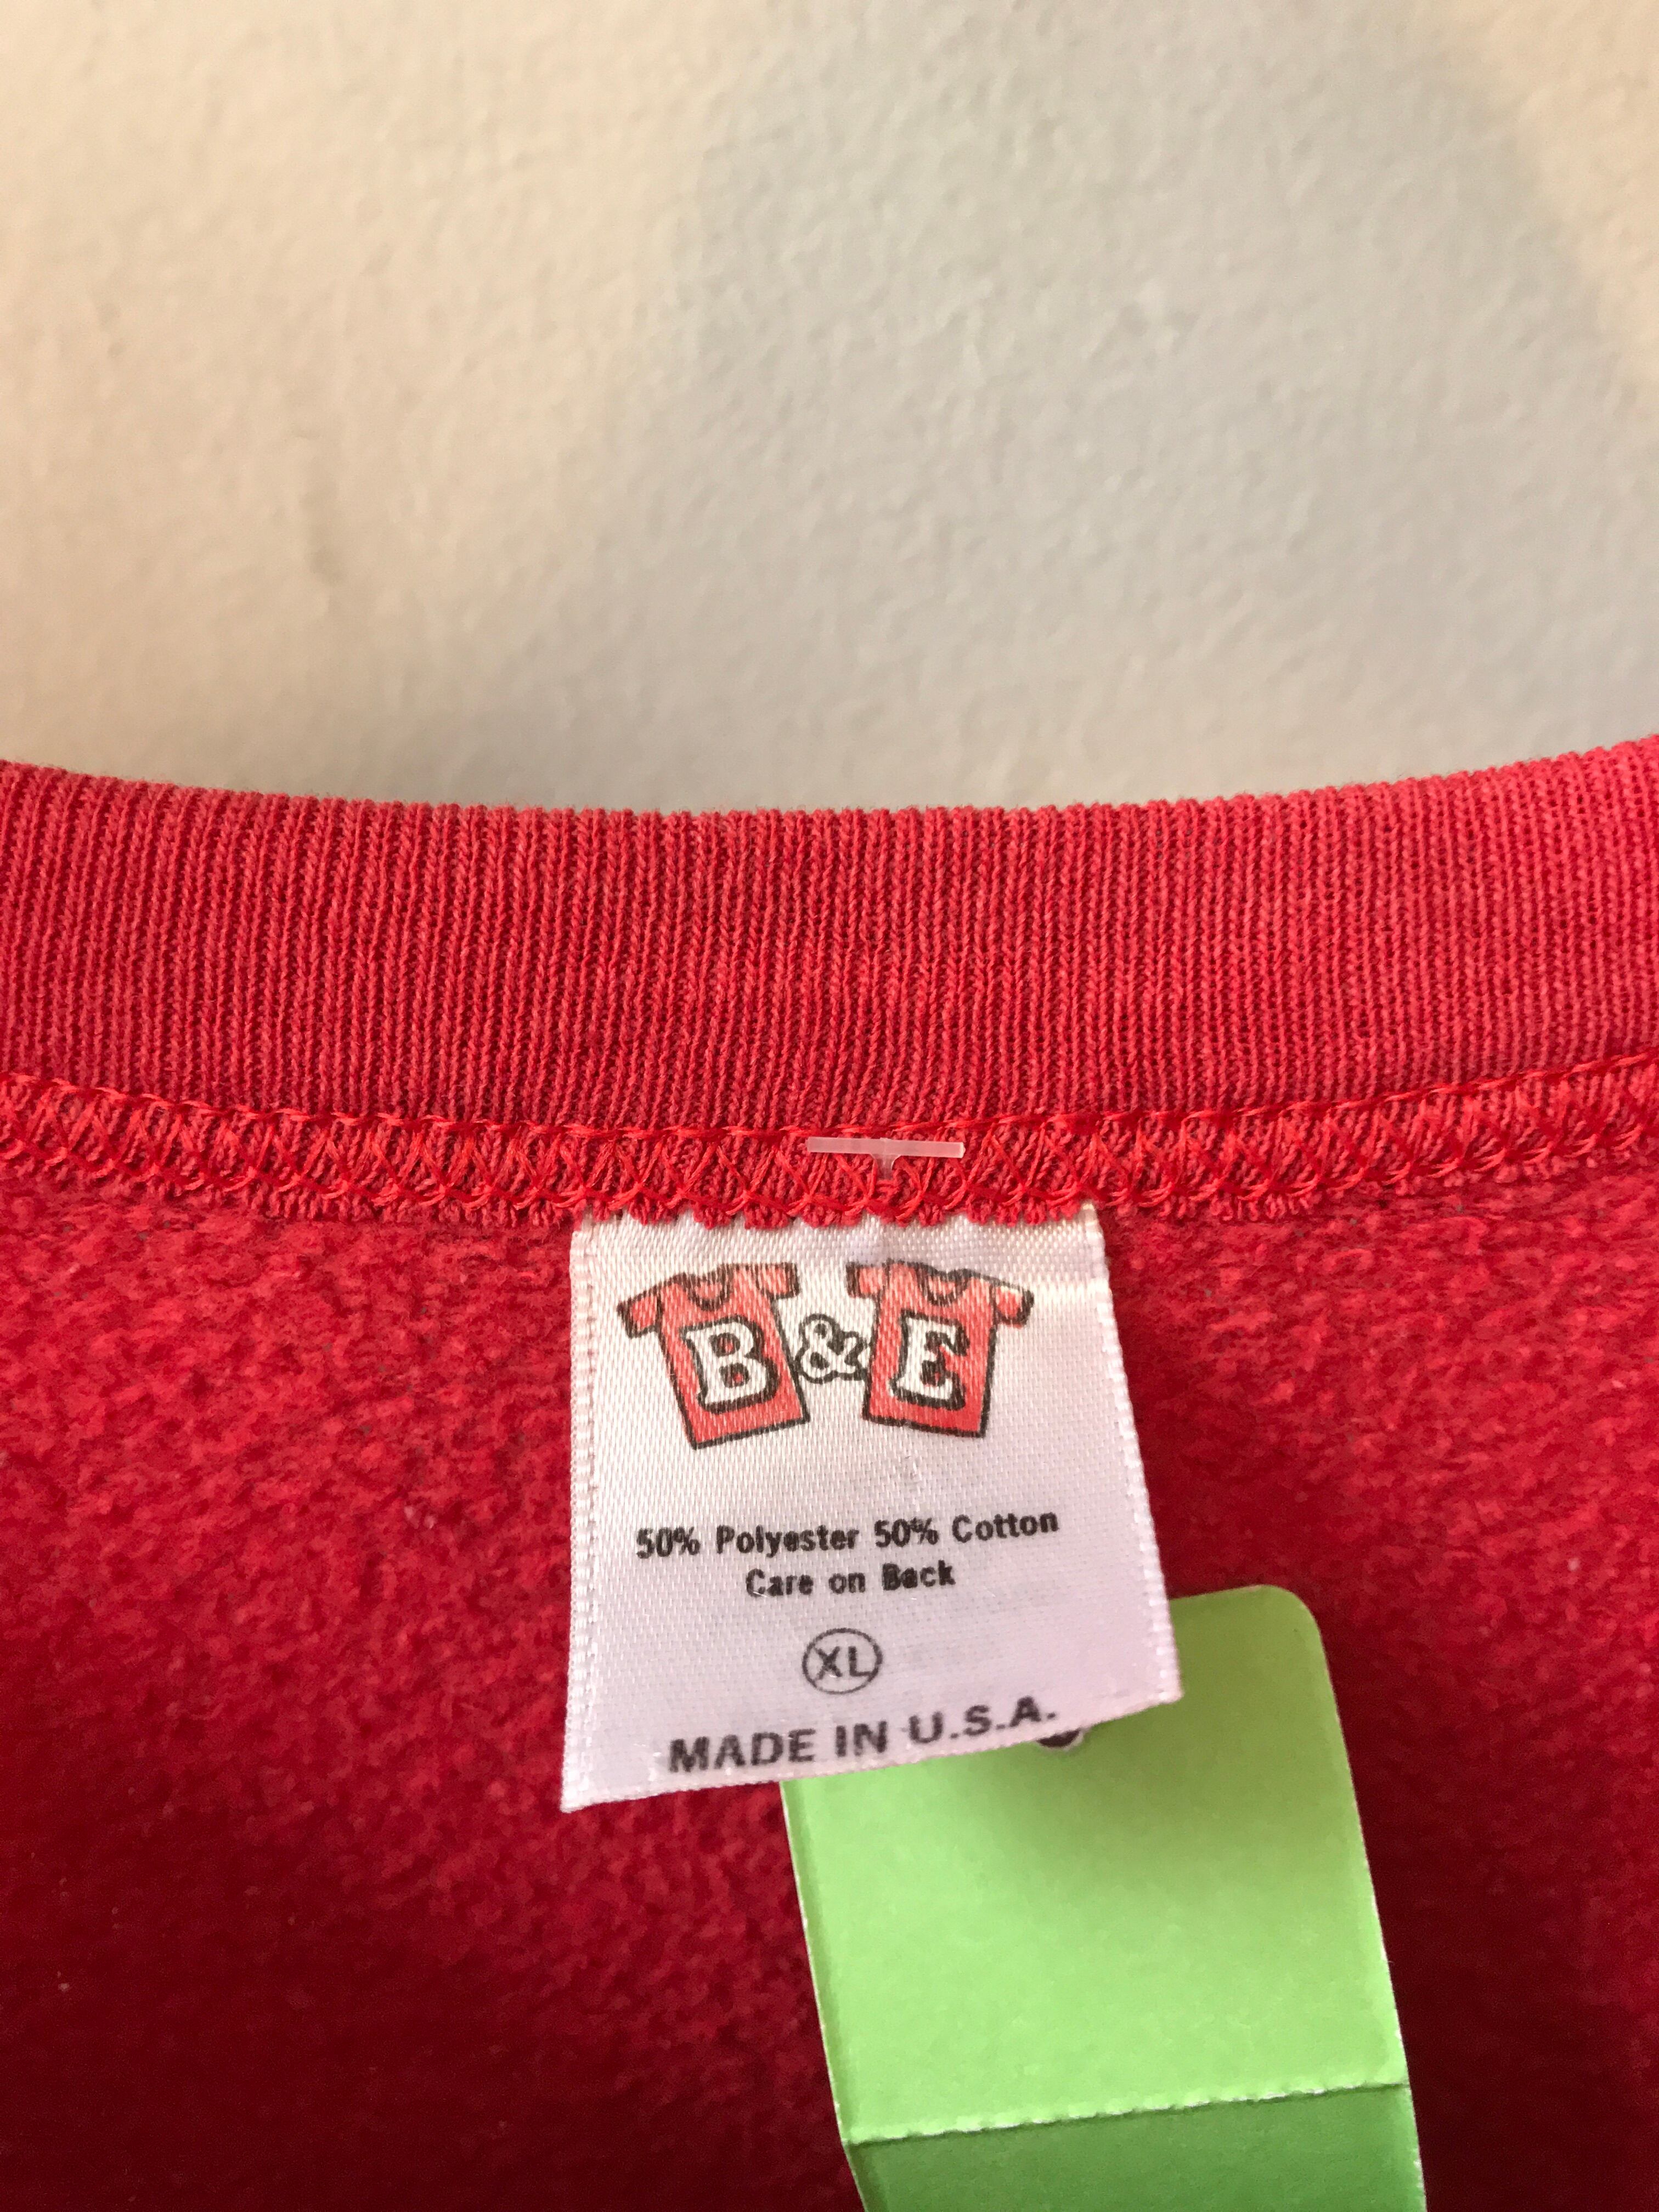 B & E
50% Polyester 50% Cotton
Care on Back
XL
MADE IN U.S.A.